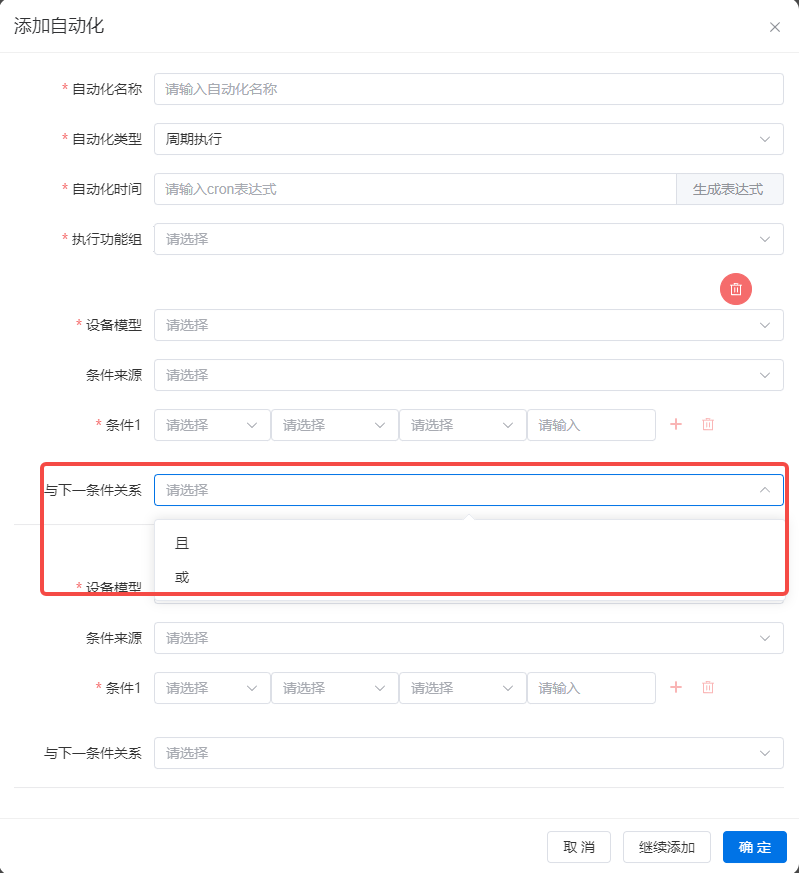 添加自动化
* 自动化名称 请输入自动化名称
* 自动化类型 周期执行
* 自动化时间 请输入cron表达式 生成表达式
* 执行功能组 请选择
* 设备模型 请选择
条件来源 请选择
* 条件1 请选择 请选择 请选择 请输入
与下一条件关系 请选择
且
或
* 设备模型
条件来源 请选择
* 条件1 请选择 请选择 请选择 请输入
与下一条件关系 请选择
取 消 继续添加 确 定